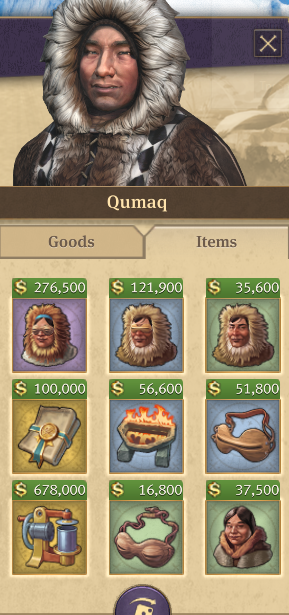 Qumaq
Goods Items
$ 276,500 $ 121,900 $ 35,600
$ 100,000 $ 56,600 $ 51,800
$ 678,000 $ 16,800 $ 37,500